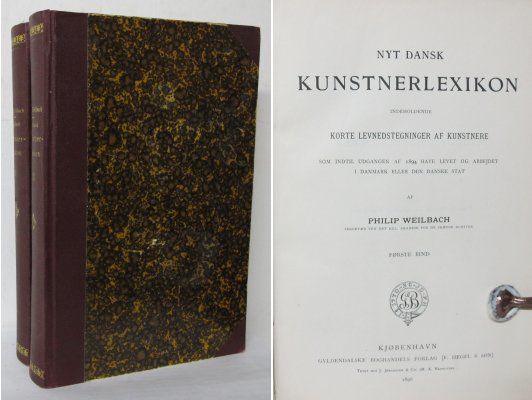 NYT DANSK
KUNSTNERLEXIKON
INDEHOLDENDE
KORTE LEVNEDSTEGNINGER AF KUNSTNERE
SOM INDTIL UDGANGEN AF 1894 HAVE LEVET OG ARBEJDET
I DANMARK ELLER DEN DANSKE STAT
AF
PHILIP WEILBACH
FØRSTE BIND
KJØBENHAVN
GYLDENDALSKE BOGHANDELS FORLAG [F. HEGEL & SØN]
1896